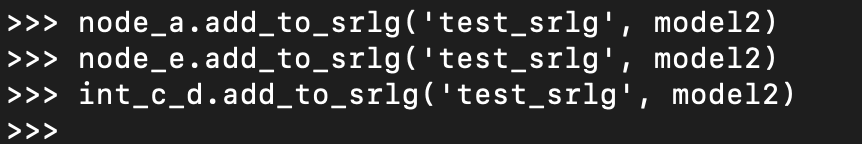 >>> node_a.add_to_srlg('test_srlg', model2)
>>> node_e.add_to_srlg('test_srlg', model2)
>>> int_c_d.add_to_srlg('test_srlg', model2)
>>>